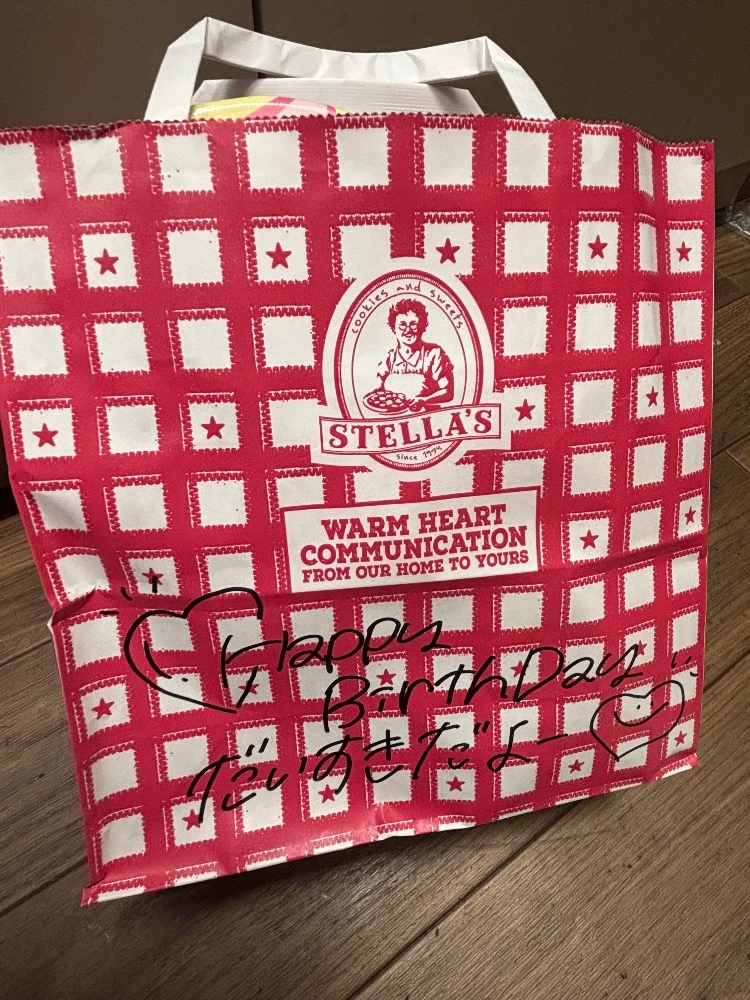 cookies and sweets
STELLA'S
since 1994
WARM HEART
COMMUNICATION
FROM OUR HOME TO YOURS
Happy
BirthDay
だいすきだよー